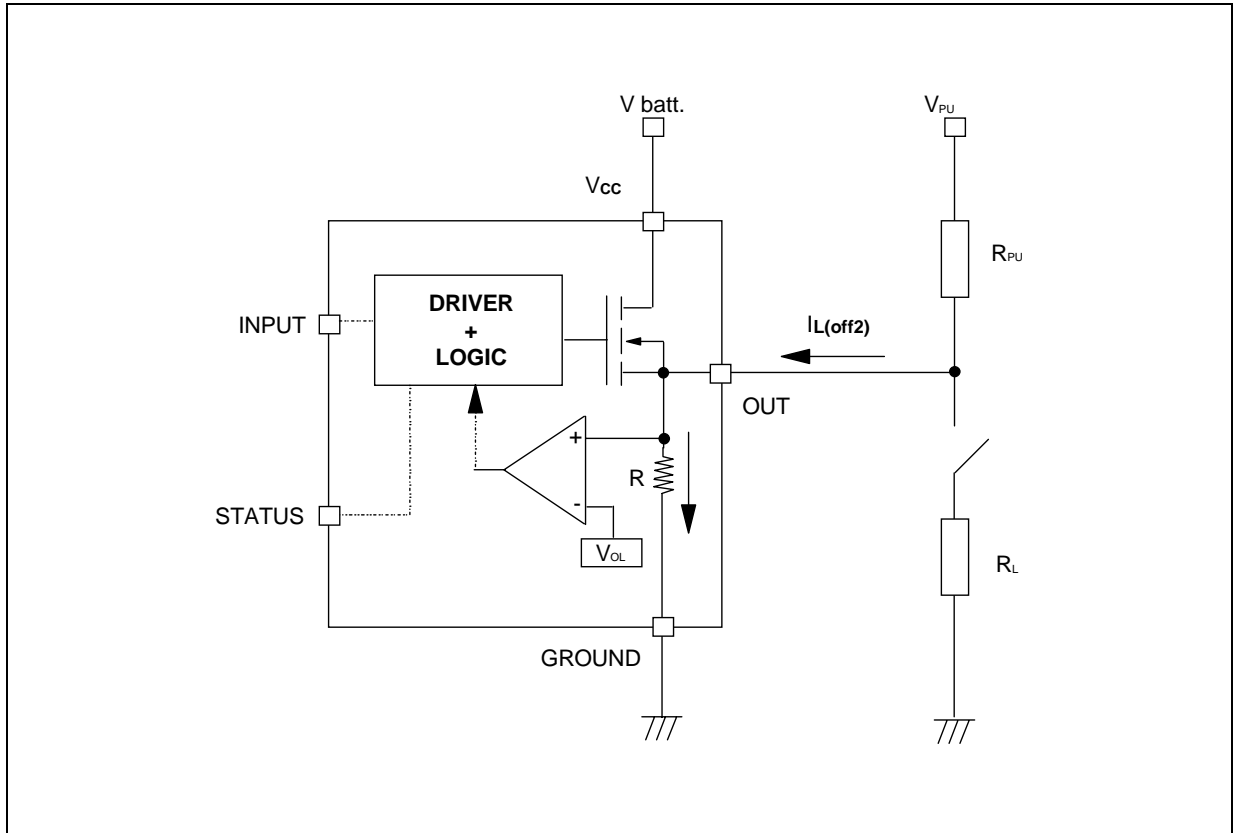 V batt.
VPU
VCC
RPU
DRIVER
+
LOGIC
INPUT
IL(off2)
OUT
+
R
-
STATUS
VOL
RL
GROUND